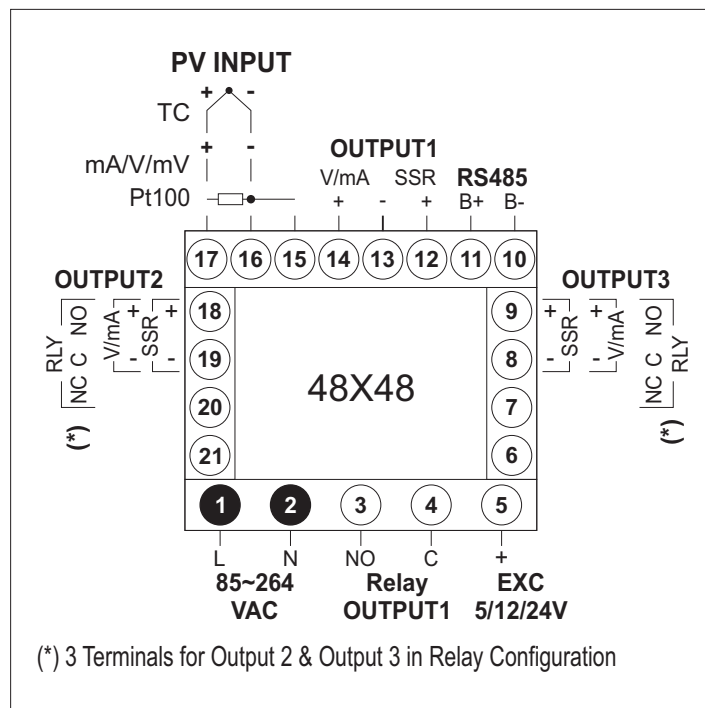 PV INPUT
+ -
TC
+ -
mA/V/mV
Pt100
OUTPUT1
V/mA SSR
+ - +
RS485
B+ B-
17 16 15 14 13 12 11 10
OUTPUT2
RLY
NC C NO
V/mA
- +
SSR
- +
(*)
18
19
20
21
48X48
9
8
7
6
OUTPUT3
+
-
SSR
+
-
V/mA
NC C NO
RLY
(*)
1 2 3 4 5
L N NO C +
85~264
VAC
Relay
OUTPUT1
EXC
5/12/24V
(*) 3 Terminals for Output 2 & Output 3 in Relay Configuration